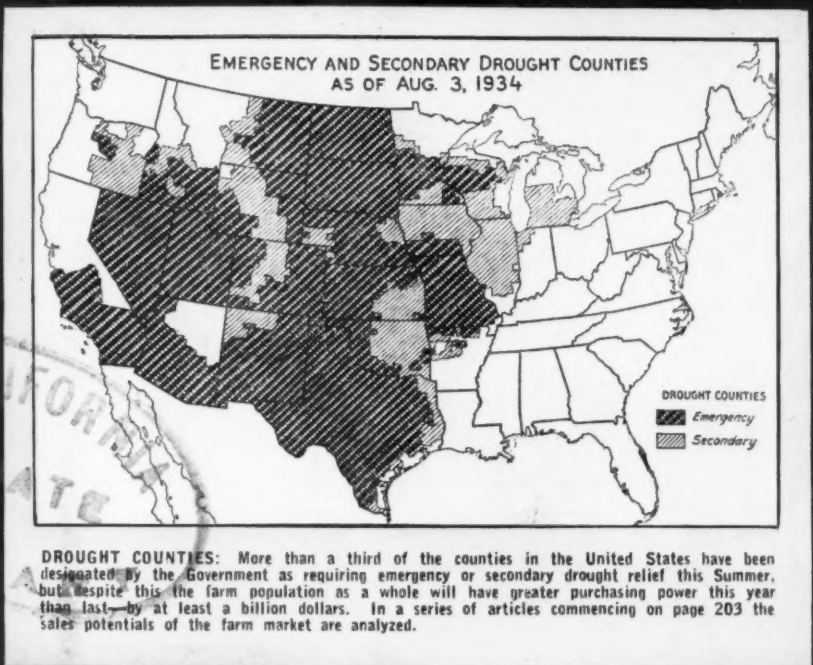 EMERGENCY AND SECONDARY DROUGHT COUNTIES
AS OF AUG. 3, 1934
DROUGHT COUNTIES
Emergency
Secondary
DROUGHT COUNTIES: More than a third of the counties in the United States have been
designated by the Government as requiring emergency or secondary drought relief this Summer,
but despite this the farm population as a whole will have greater purchasing power this year
than last—by at least a billion dollars. In a series of articles commencing on page 203 the
sales potentials of the farm market are analyzed.